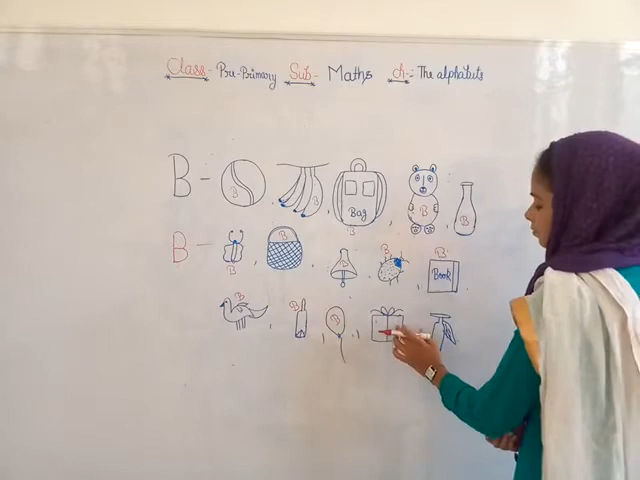 Class- Pre-Primary Sub- Maths ch-: The alphabets
B - B , B , Bag B , B , B
B - B , B , B , B , Book B .
B , B , B , ,